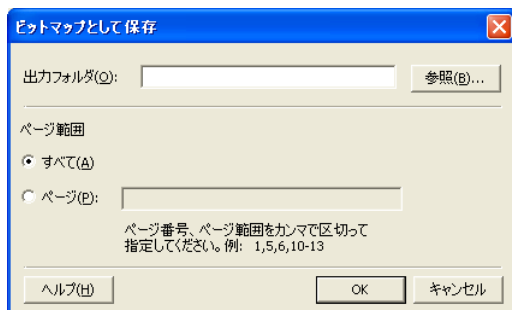 ビットマップとして保存
出力フォルダ(O):
参照(B)...
ページ範囲
すべて(A)
ページ(P):
ページ番号、ページ範囲をカンマで区切って
指定してください。例: 1,5,6,10-13
ヘルプ(H)
OK
キャンセル